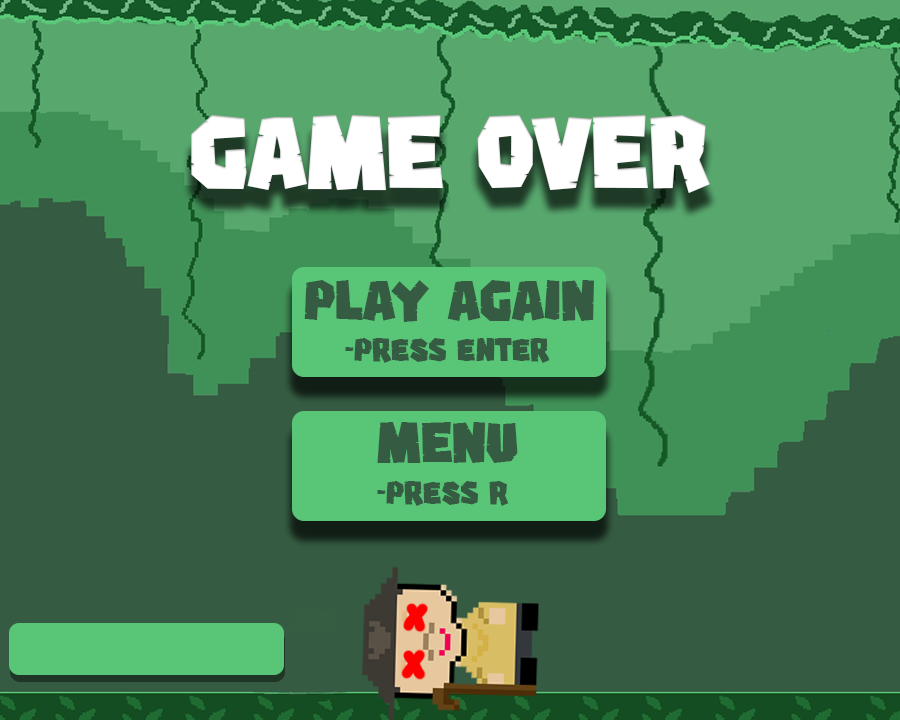 GAME OVER
PLAY AGAIN
-PRESS ENTER
MENU
-PRESS R